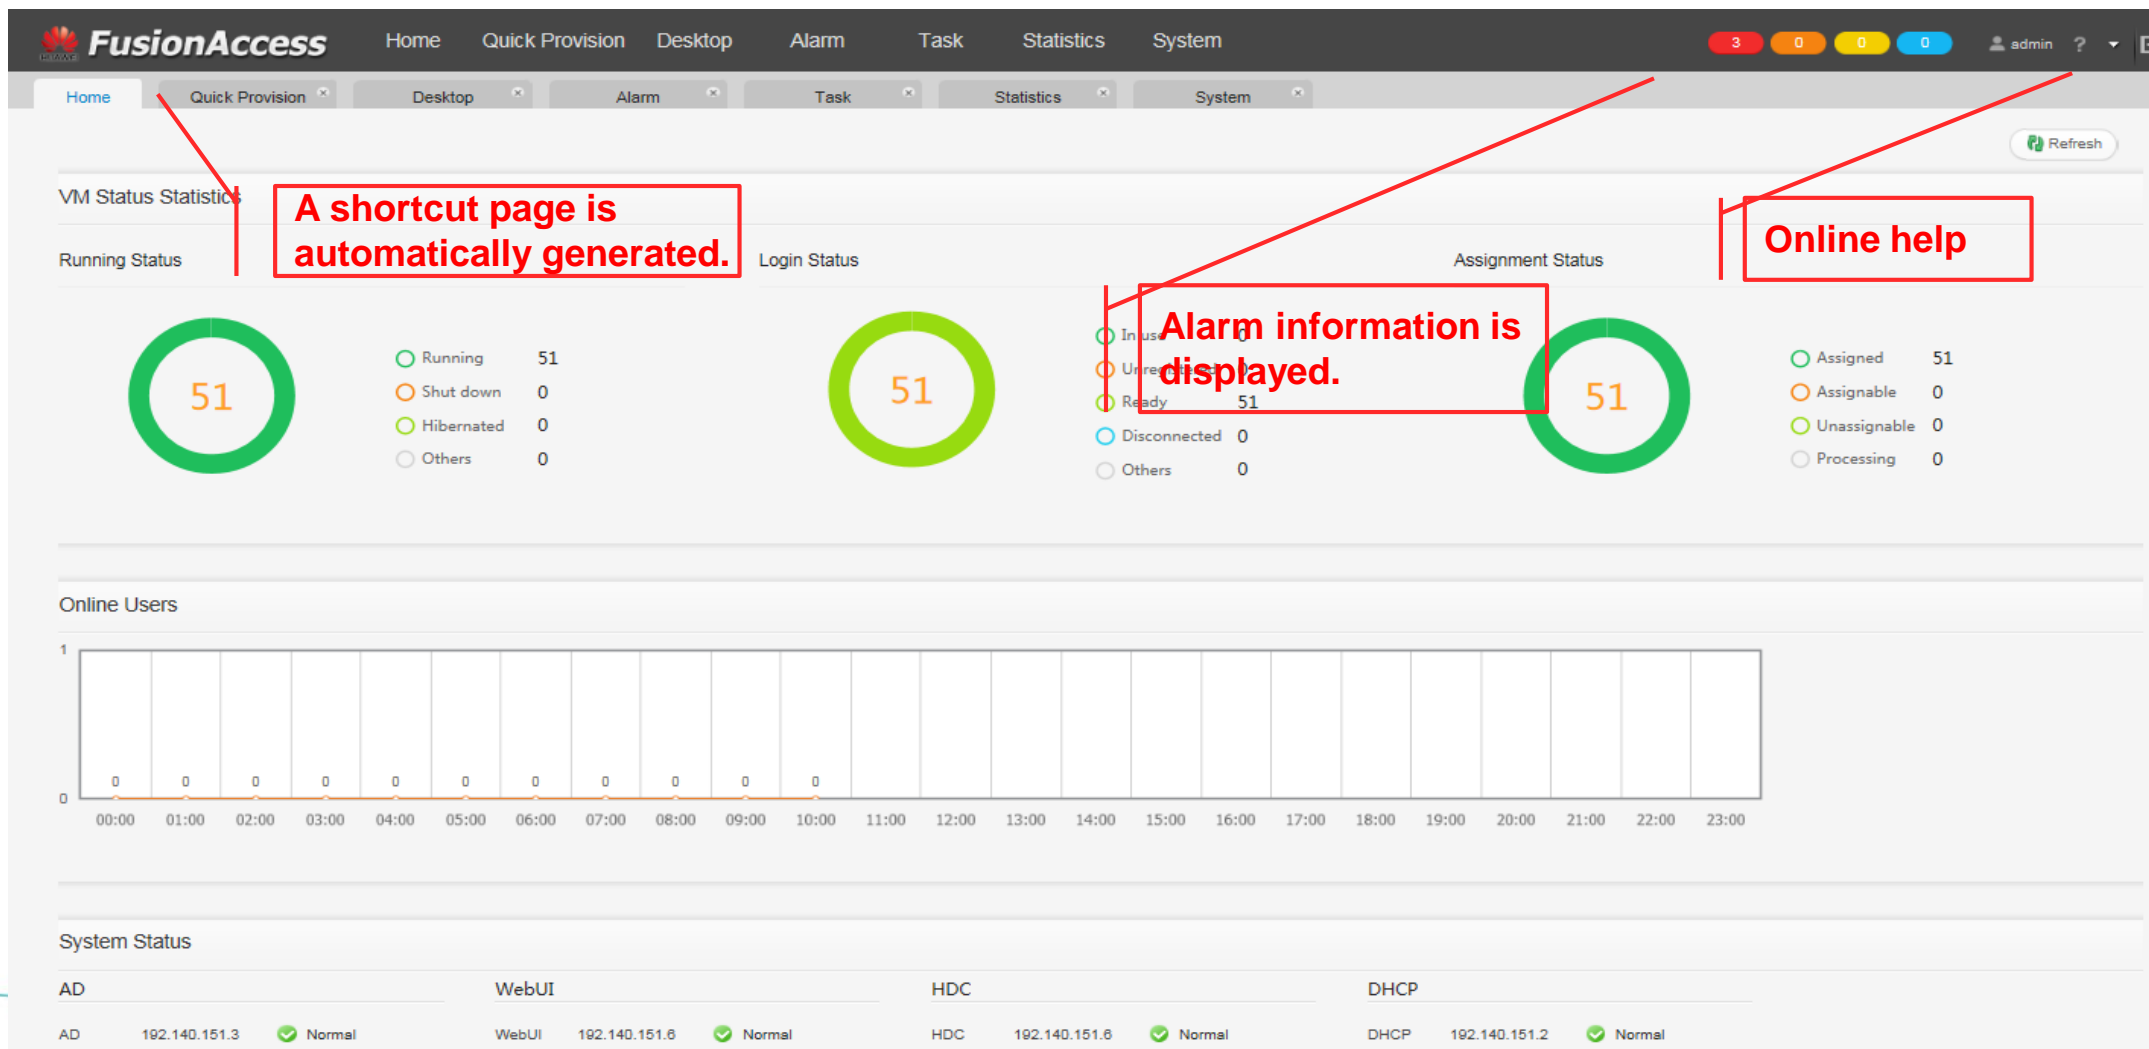 HUAWEI
FusionAccess Home Quick Provision Desktop Alarm Task Statistics System 3 0 0 0 admin ?
Home Quick Provision Desktop Alarm Task Statistics System
Refresh
VM Status Statistics
A shortcut page is
automatically generated.
Online help
Running Status Login Status Assignment Status
Alarm information is
displayed.
51
Running 51
Shut down 0
Hibernated 0
Others 0
51
In use 0
Unregistered 0
Ready 51
Disconnected 0
Others 0
51
Assigned 51
Assignable 0
Unassignable 0
Processing 0
Online Users
1
0 0 0 0 0 0 0 0 0 0 0
0
00:00 01:00 02:00 03:00 04:00 05:00 06:00 07:00 08:00 09:00 10:00 11:00 12:00 13:00 14:00 15:00 16:00 17:00 18:00 19:00 20:00 21:00 22:00 23:00
System Status
AD WebUI HDC DHCP
AD 192.140.151.3 Normal WebUI 192.140.151.6 Normal HDC 192.140.151.6 Normal DHCP 192.140.151.2 Normal